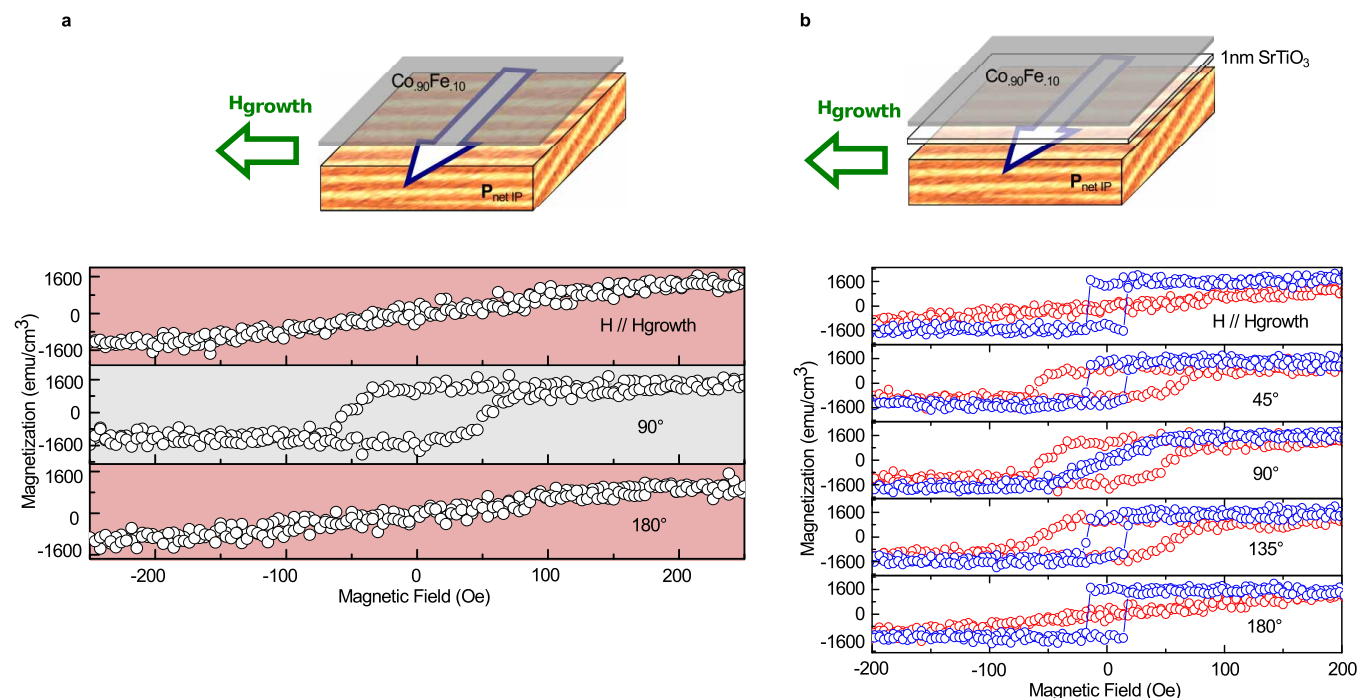 a
Hgrowth
Co.90Fe.10
Pnet IP
Magnetization (emu/cm3)
1600
0
-1600
H // Hgrowth
1600
0
-1600
90°
1600
0
-1600
180°
-200 -100 0 100 200
Magnetic Field (Oe)
b
Hgrowth
Co.90Fe.10
1nm SrTiO3
Pnet IP
Magnetization (emu/cm3)
1600
0
-1600
H // Hgrowth
1600
0
-1600
45°
1600
0
-1600
90°
1600
0
-1600
135°
1600
0
-1600
180°
-200 -100 0 100 200
Magnetic Field (Oe)